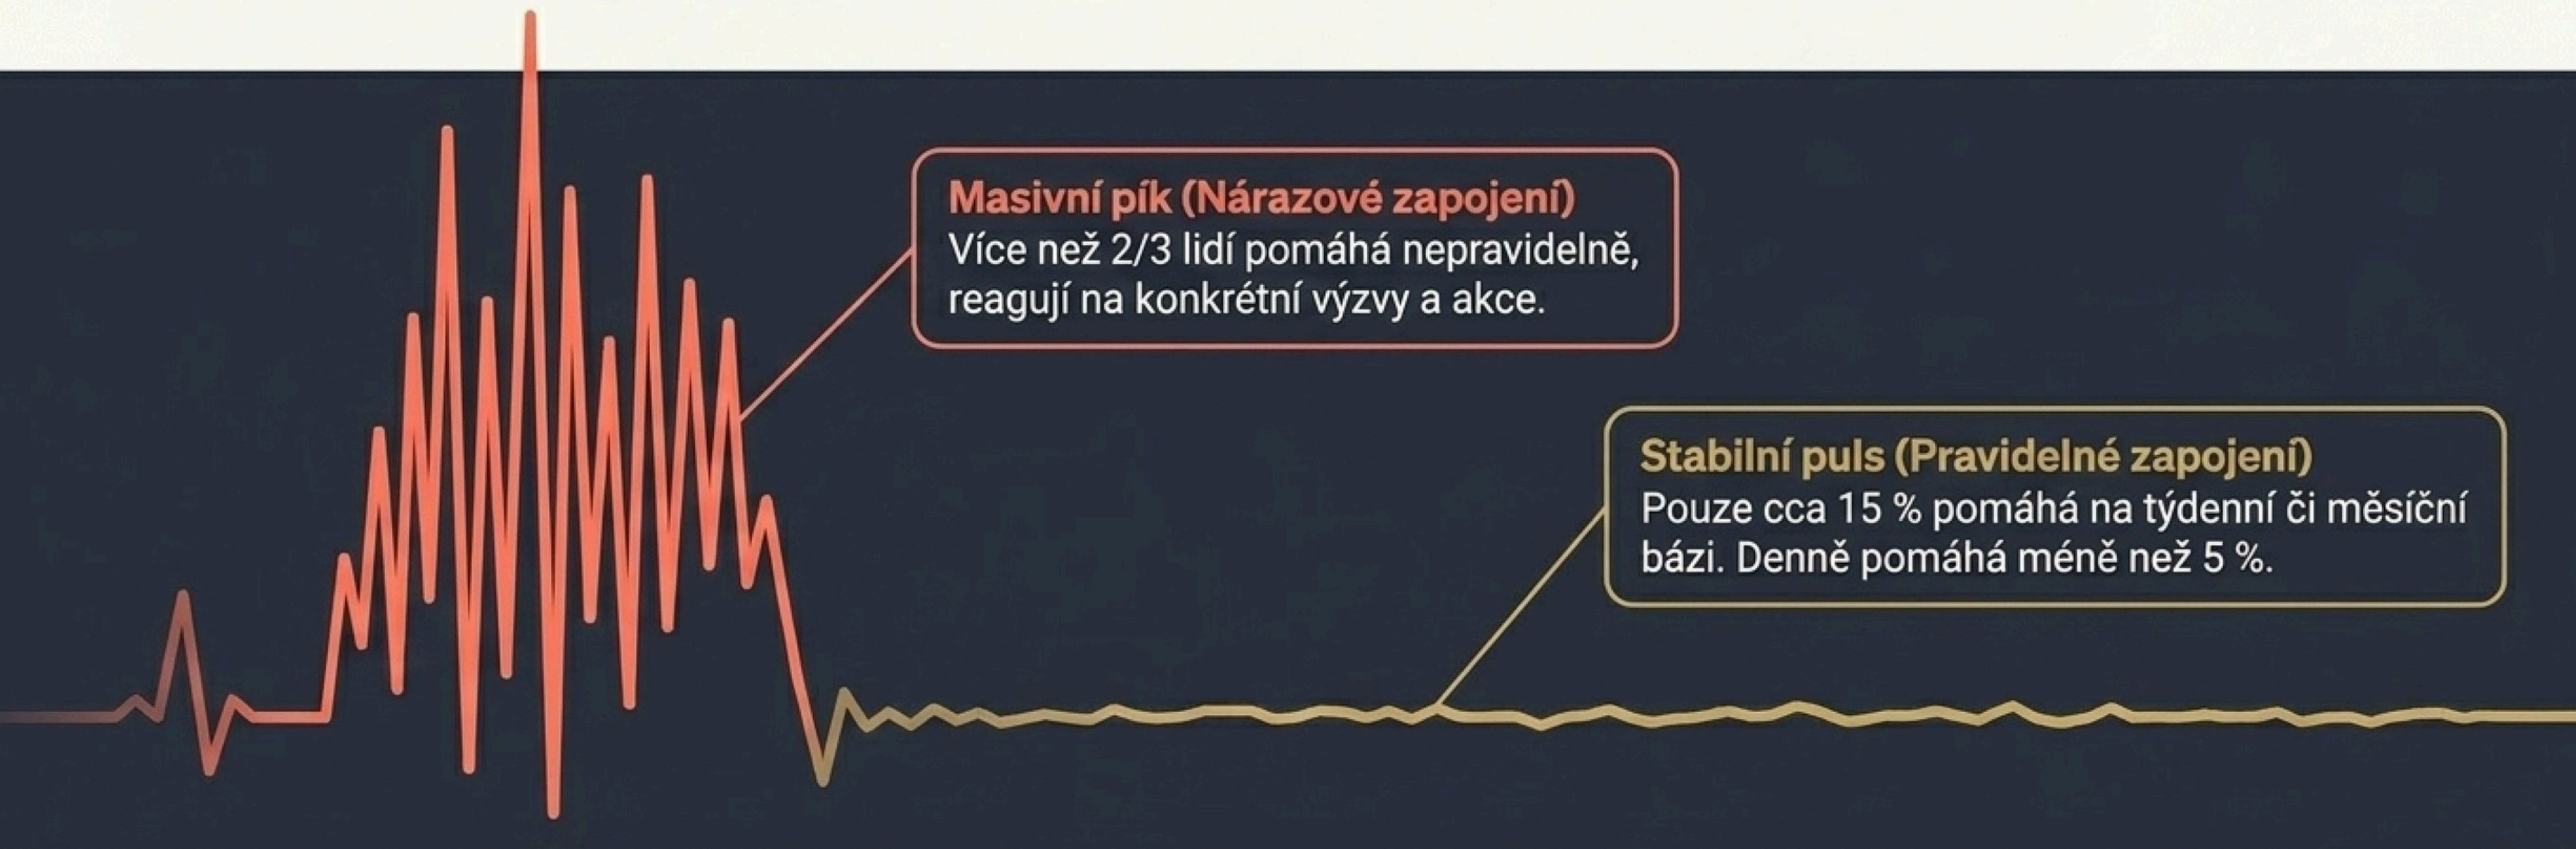 Masivní pík (Nárazové zapojení)
Více než 2/3 lidí pomáhá nepravidelně,
reagují na konkrétní výzvy a akce.
Stabilní puls (Pravidelné zapojení)
Pouze cca 15 % pomáhá na týdenní či měsíční
bázi. Denně pomáhá méně než 5 %.